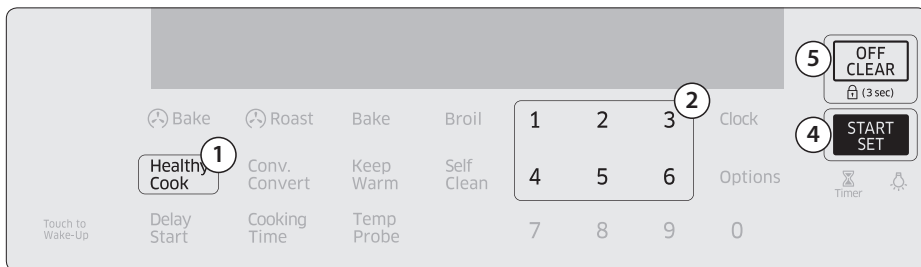 5
OFF
CLEAR
(3 sec)
Bake
Roast
Bake
Broil
1
2
3
2
Clock
4
START
SET
Healthy
Cook
1
Conv.
Convert
Keep
Warm
Self
Clean
4
5
6
Options
Timer
Touch to
Wake-Up
Delay
Start
Cooking
Time
Temp
Probe
7
8
9
0